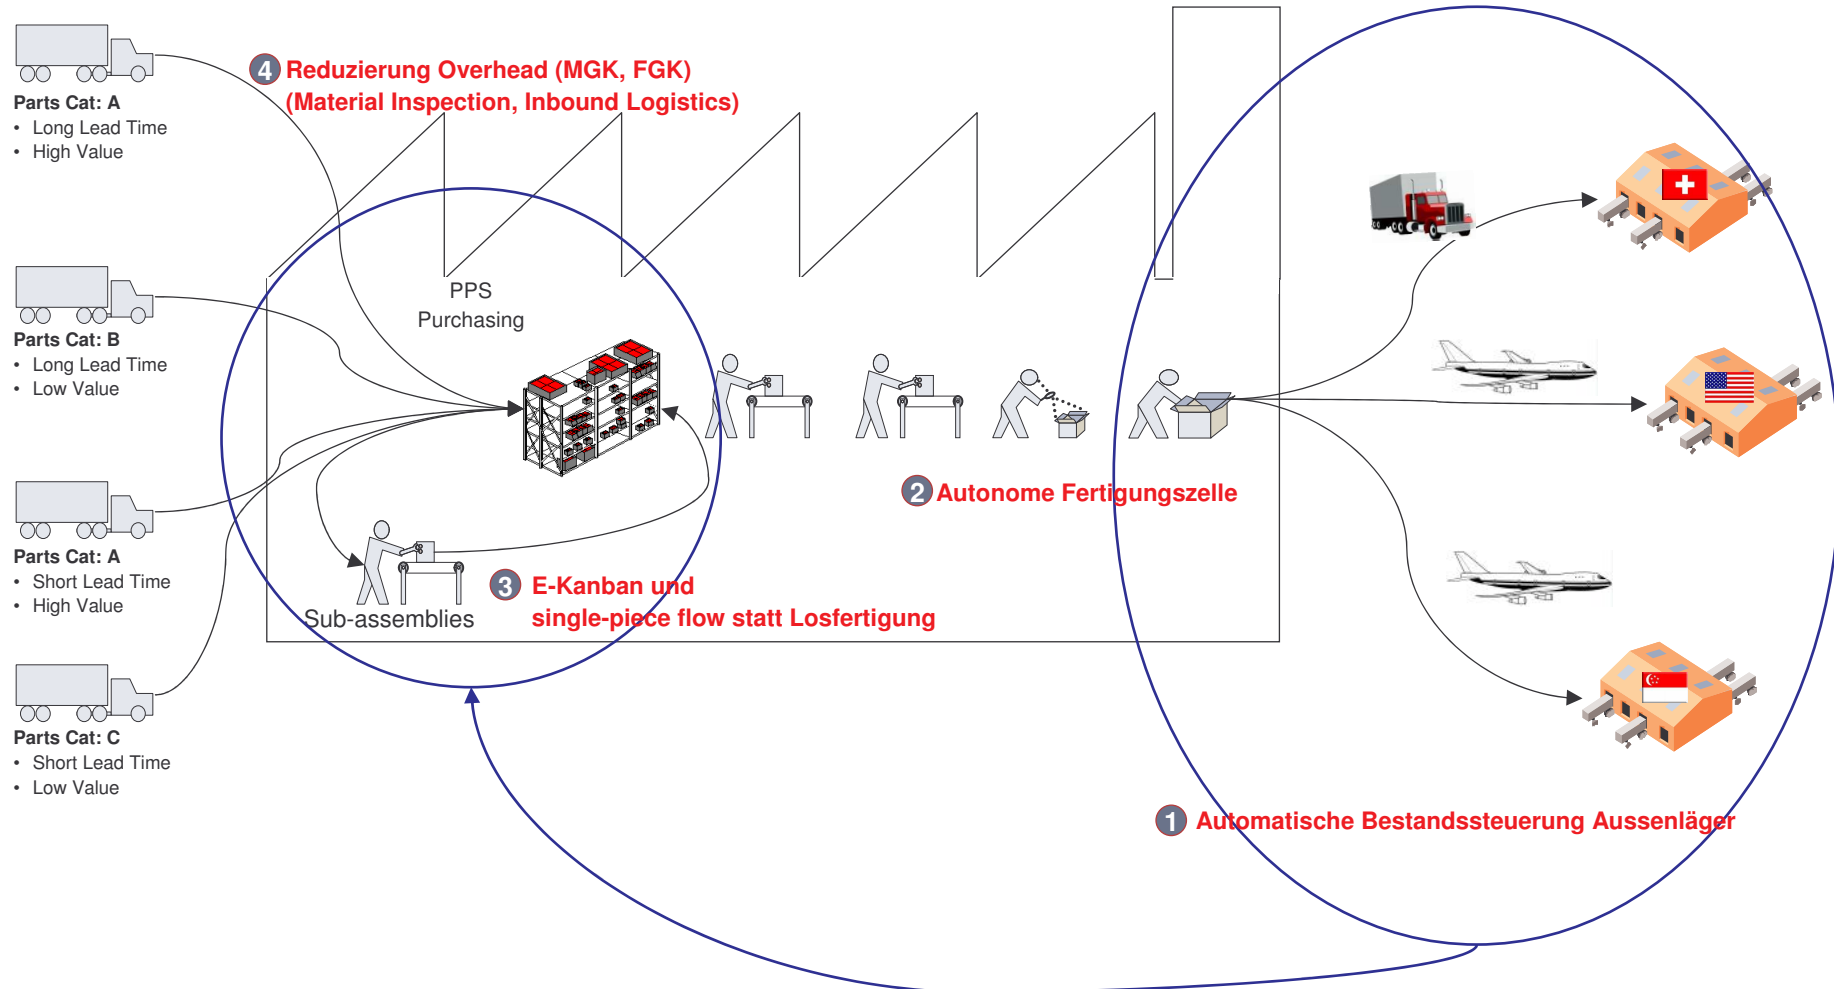 4 Reduzierung Overhead (MGK, FGK)
(Material Inspection, Inbound Logistics)
Parts Cat: A
• Long Lead Time
• High Value
Parts Cat: B
• Long Lead Time
• Low Value
Parts Cat: A
• Short Lead Time
• High Value
Parts Cat: C
• Short Lead Time
• Low Value
PPS
Purchasing
2 Autonome Fertigungszelle
3 E-Kanban und
single-piece flow statt Losfertigung
Sub-assemblies
1 Automatische Bestandssteuerung Aussenläger